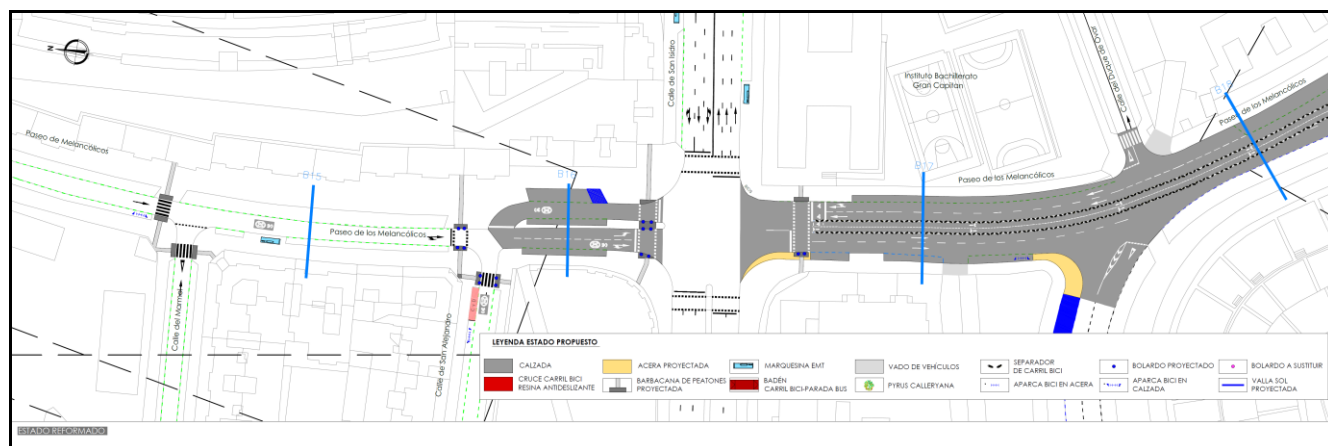 N
Paseo de Melancólicos
Calle del Marmol
B15
Paseo de los Melancólicos
Calle de San Alejandro
B16
Calle de San Isidro
Instituto Bachillerato
Gran Capitan
B17
Paseo de los Melancólicos
Calle del Duque de Ovar
B18
Paseo de los Melancólicos
LEYENDA ESTADO PROPUESTO
CALZADA
ACERA PROYECTADA
MARQUESINA EMT
VADO DE VEHÍCULOS
SEPARADOR
DE CARRIL BICI
BOLARDO PROYECTADO
BOLARDO A SUSTITUIR
CRUCE CARRIL BICI
RESINA ANTIDESLIZANTE
BARBACANA DE PEATONES
PROYECTADA
BADÉN
CARRIL BICI-PARADA BUS
PYRUS CALLERYANA
APARCA BICI EN ACERA
APARCA BICI EN
CALZADA
VALLA SOL
PROYECTADA
ESTADO REFORMADO